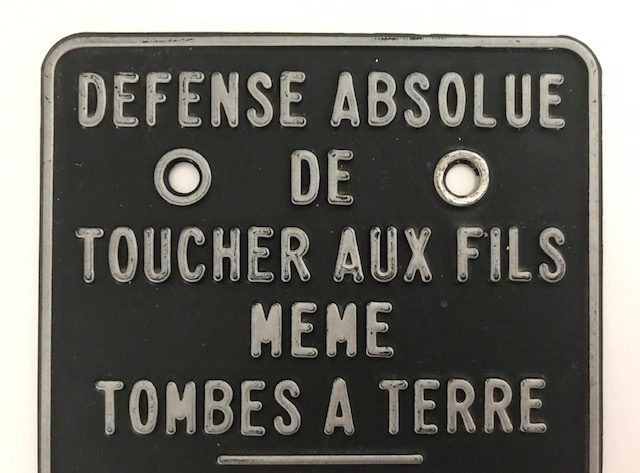 DEFENSE ABSOLUE
DE
TOUCHER AUX FILS
MEME
TOMBES A TERRE